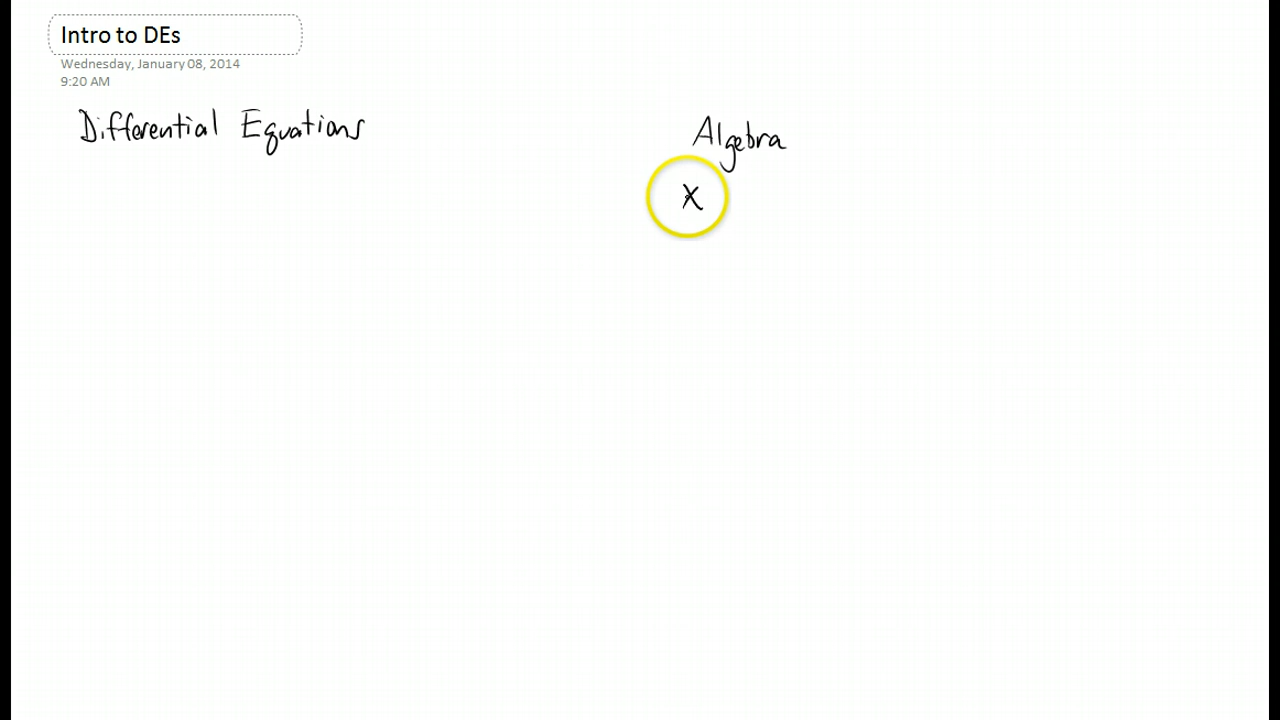 Intro to DEs
Wednesday, January 08, 2014
9:20 AM
Differential Equations
Algebra
x